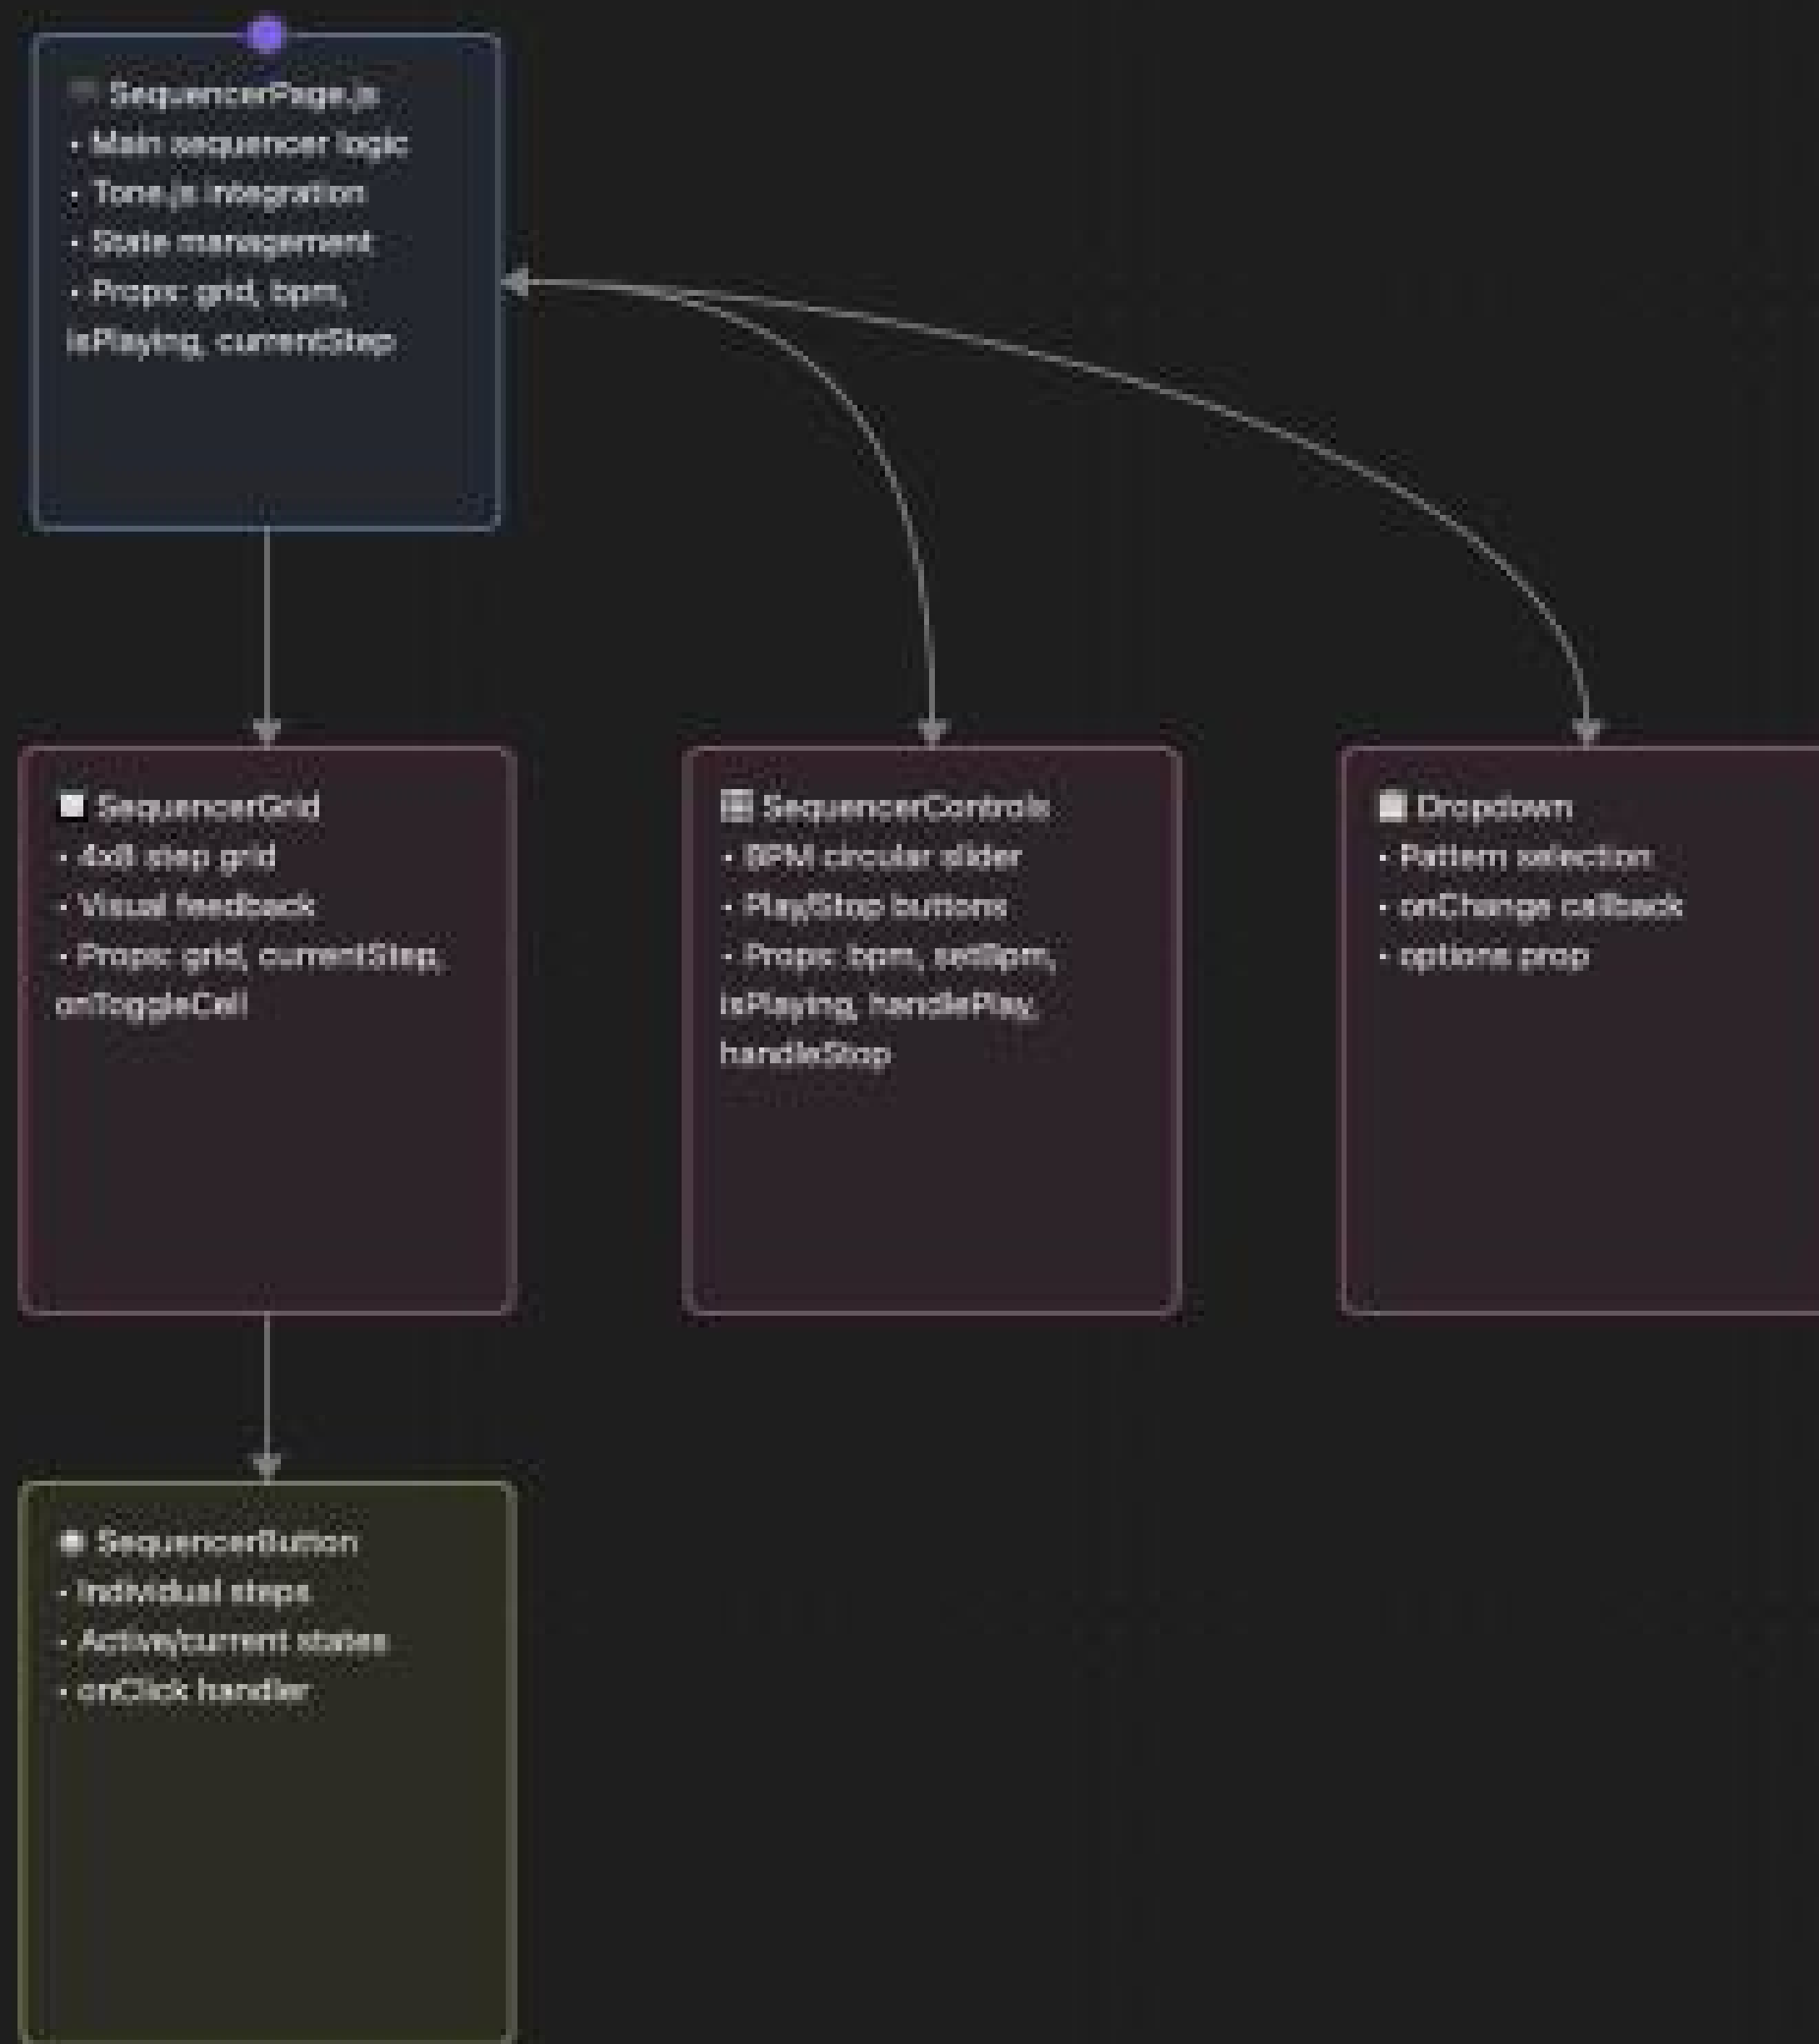 SequencerPage.js
• Main sequencer logic
• Tone.js integration
• State management
• Props: grid, bpm,
isPlaying, currentStep
SequencerGrid
• 4x8 step grid
• Visual feedback
• Props: grid, currentStep,
onToggleCell
SequencerControls
• BPM circular slider
• Play/Stop buttons
• Props: bpm, setBpm,
isPlaying, handlePlay,
handleStop
Dropdown
• Pattern selection
• onChange callback
• options prop
SequencerButton
• Individual steps
• Active/current states
• onClick handler